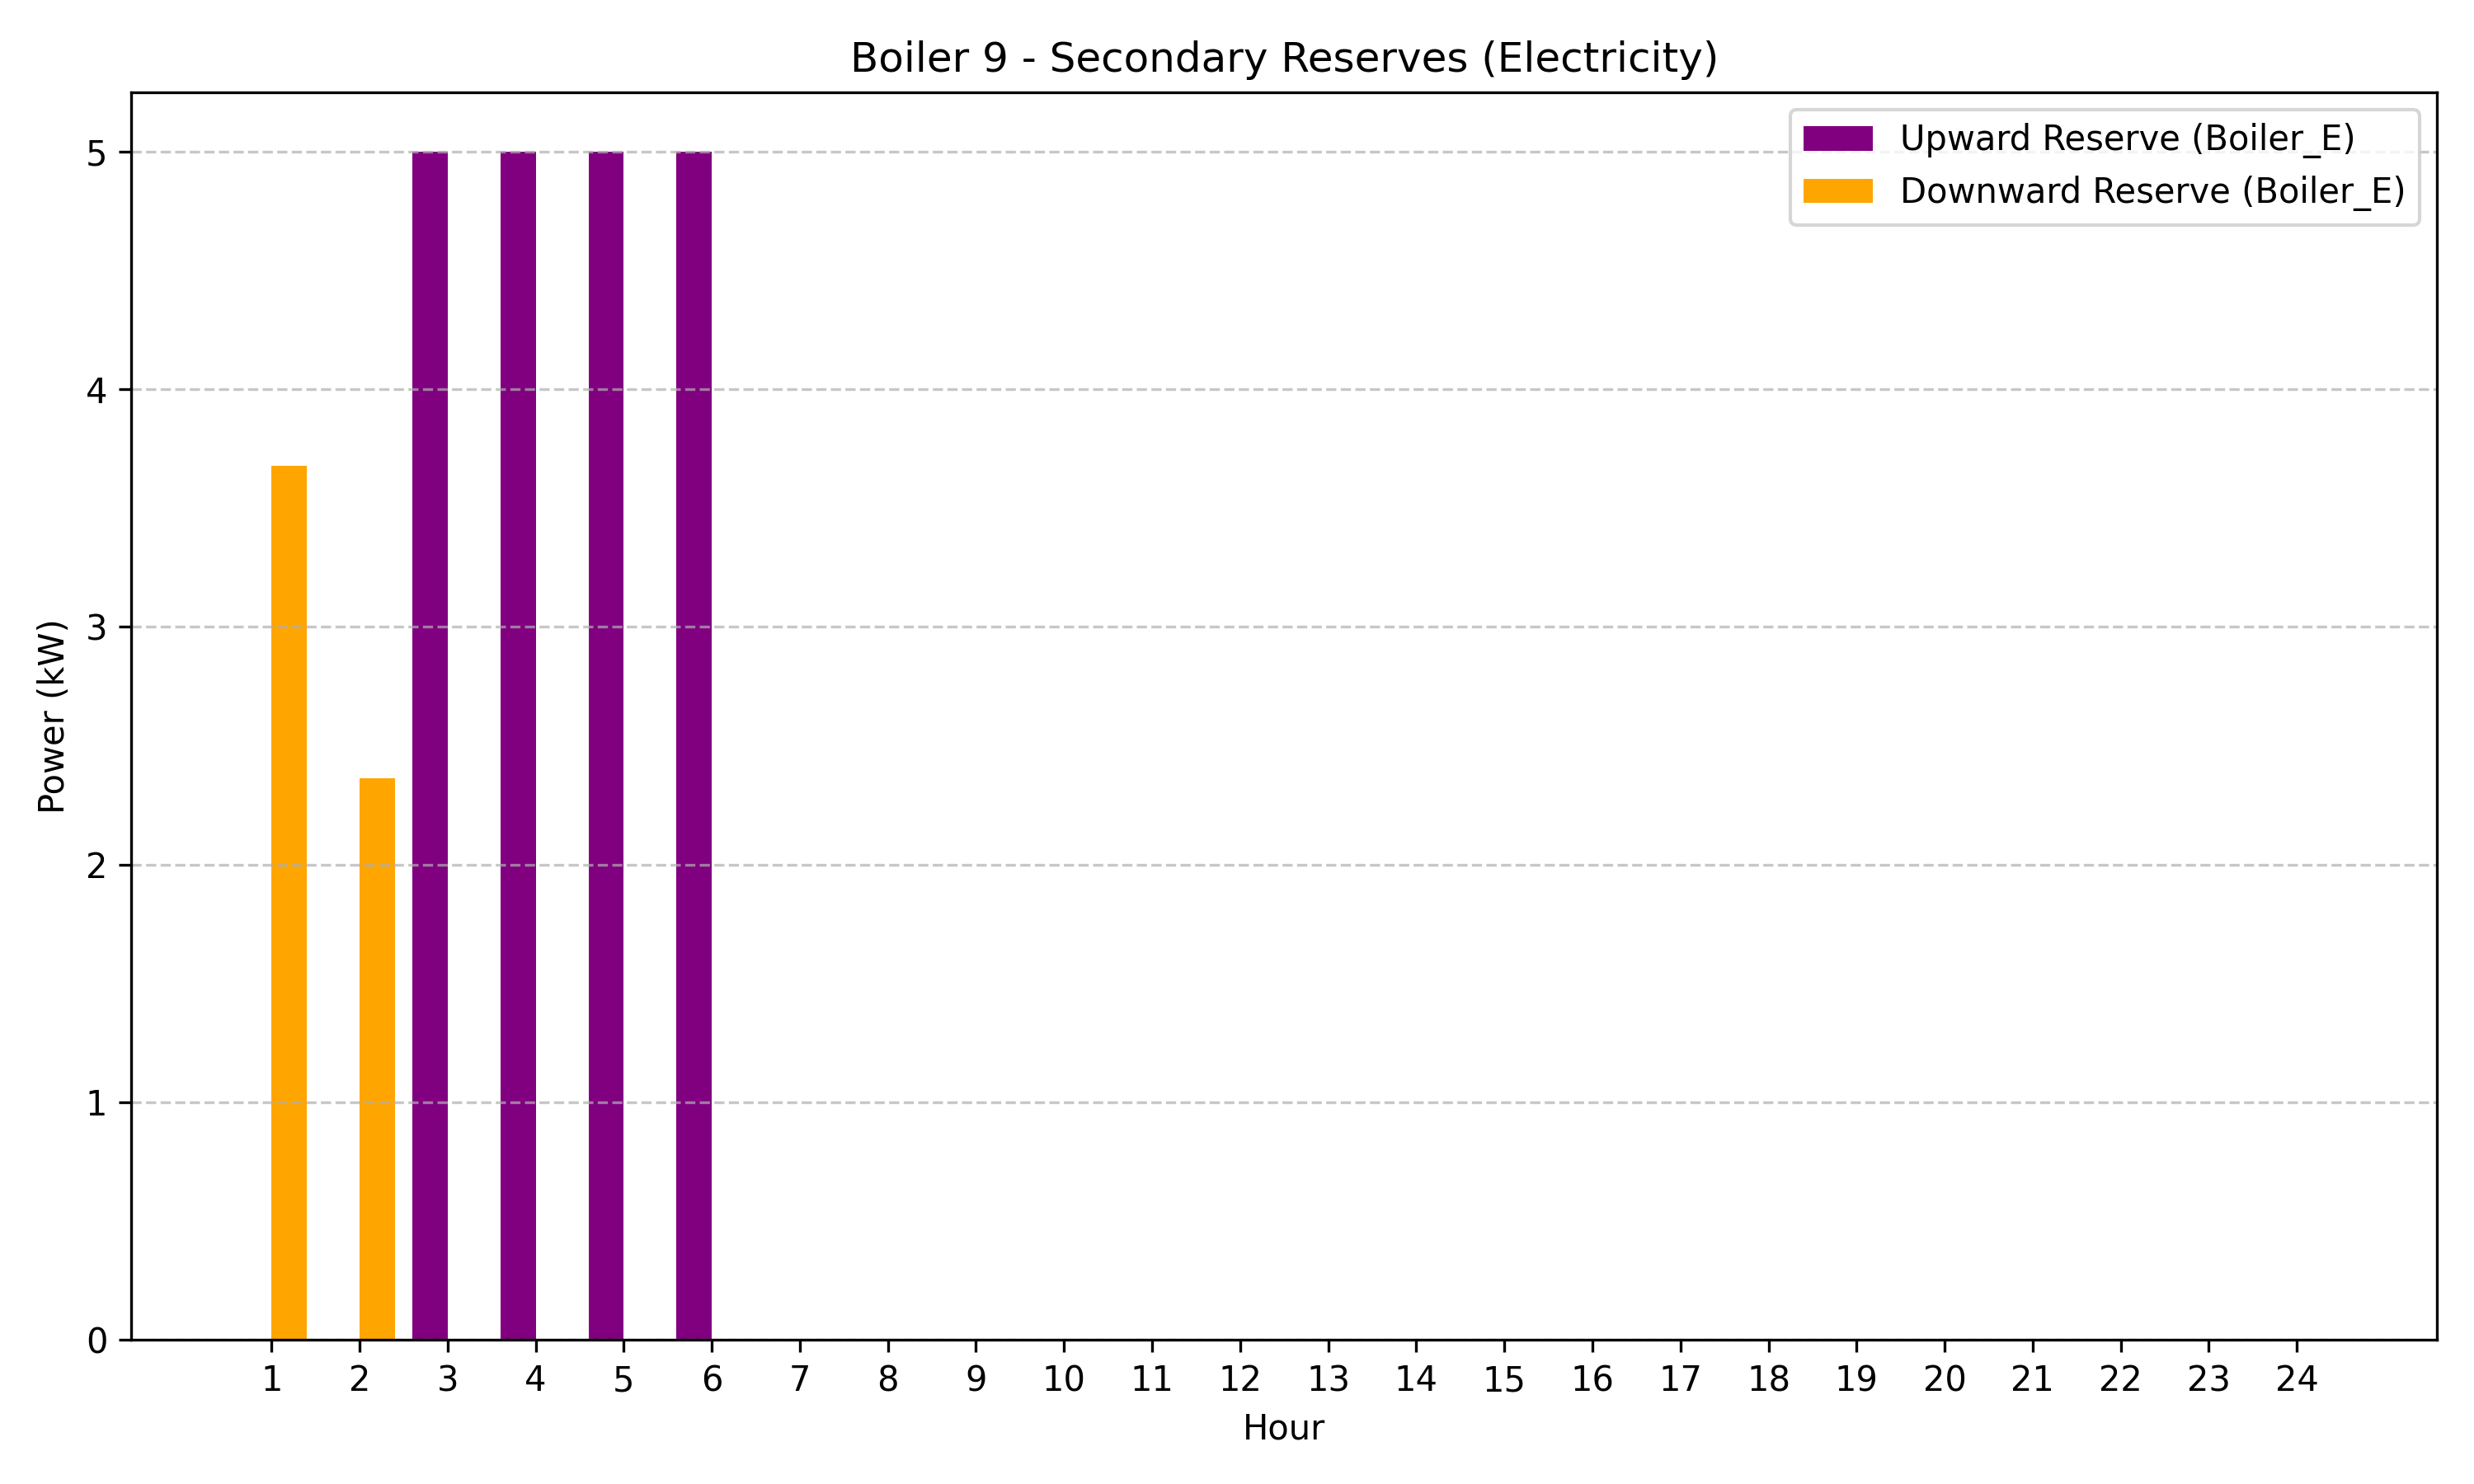 Boiler 9 - Secondary Reserves (Electricity)
Upward Reserve (Boiler_E)
Downward Reserve (Boiler_E)
Power (kW)
5
4
3
2
1
0
1 2 3 4 5 6 7 8 9 10 11 12 13 14 15 16 17 18 19 20 21 22 23 24
Hour